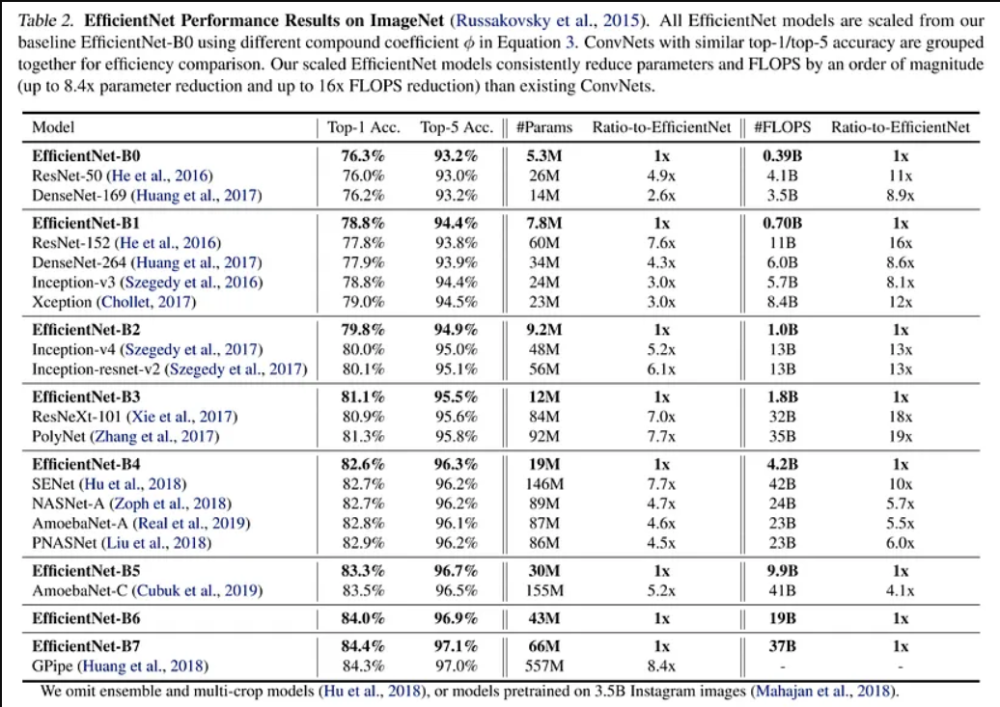 Table 2. EfficientNet Performance Results on ImageNet (Russakovsky et al., 2015). All EfficientNet models are scaled from our
baseline EfficientNet-B0 using different compound coefficient ϕ in Equation 3. ConvNets with similar top-1/top-5 accuracy are grouped
together for efficiency comparison. Our scaled EfficientNet models consistently reduce parameters and FLOPS by an order of magnitude
(up to 8.4x parameter reduction and up to 16x FLOPS reduction) than existing ConvNets.
Model Top-1 Acc. Top-5 Acc. #Params Ratio-to-EfficientNet #FLOPS Ratio-to-EfficientNet
EfficientNet-B0 76.3% 93.2% 5.3M 1x 0.39B 1x
ResNet-50 (He et al., 2016) 76.0% 93.0% 26M 4.9x 4.1B 11x
DenseNet-169 (Huang et al., 2017) 76.2% 93.2% 14M 2.6x 3.5B 8.9x
EfficientNet-B1 78.8% 94.4% 7.8M 1x 0.70B 1x
ResNet-152 (He et al., 2016) 77.8% 93.8% 60M 7.6x 11B 16x
DenseNet-264 (Huang et al., 2017) 77.9% 93.9% 34M 4.3x 6.0B 8.6x
Inception-v3 (Szegedy et al., 2016) 78.8% 94.4% 24M 3.0x 5.7B 8.1x
Xception (Chollet, 2017) 79.0% 94.5% 23M 3.0x 8.4B 12x
EfficientNet-B2 79.8% 94.9% 9.2M 1x 1.0B 1x
Inception-v4 (Szegedy et al., 2017) 80.0% 95.0% 48M 5.2x 13B 13x
Inception-resnet-v2 (Szegedy et al., 2017) 80.1% 95.1% 56M 6.1x 13B 13x
EfficientNet-B3 81.1% 95.5% 12M 1x 1.8B 1x
ResNeXt-101 (Xie et al., 2017) 80.9% 95.6% 84M 7.0x 32B 18x
PolyNet (Zhang et al., 2017) 81.3% 95.8% 92M 7.7x 35B 19x
EfficientNet-B4 82.6% 96.3% 19M 1x 4.2B 1x
SENet (Hu et al., 2018) 82.7% 96.2% 146M 7.7x 42B 10x
NASNet-A (Zoph et al., 2018) 82.7% 96.2% 89M 4.7x 24B 5.7x
AmoebaNet-A (Real et al., 2019) 82.8% 96.1% 87M 4.6x 23B 5.5x
PNASNet (Liu et al., 2018) 82.9% 96.2% 86M 4.5x 23B 6.0x
EfficientNet-B5 83.3% 96.7% 30M 1x 9.9B 1x
AmoebaNet-C (Cubuk et al., 2019) 83.5% 96.5% 155M 5.2x 41B 4.1x
EfficientNet-B6 84.0% 96.9% 43M 1x 19B 1x
EfficientNet-B7 84.4% 97.1% 66M 1x 37B 1x
GPipe (Huang et al., 2018) 84.3% 97.0% 557M 8.4x - -
We omit ensemble and multi-crop models (Hu et al., 2018), or models pretrained on 3.5B Instagram images (Mahajan et al., 2018).